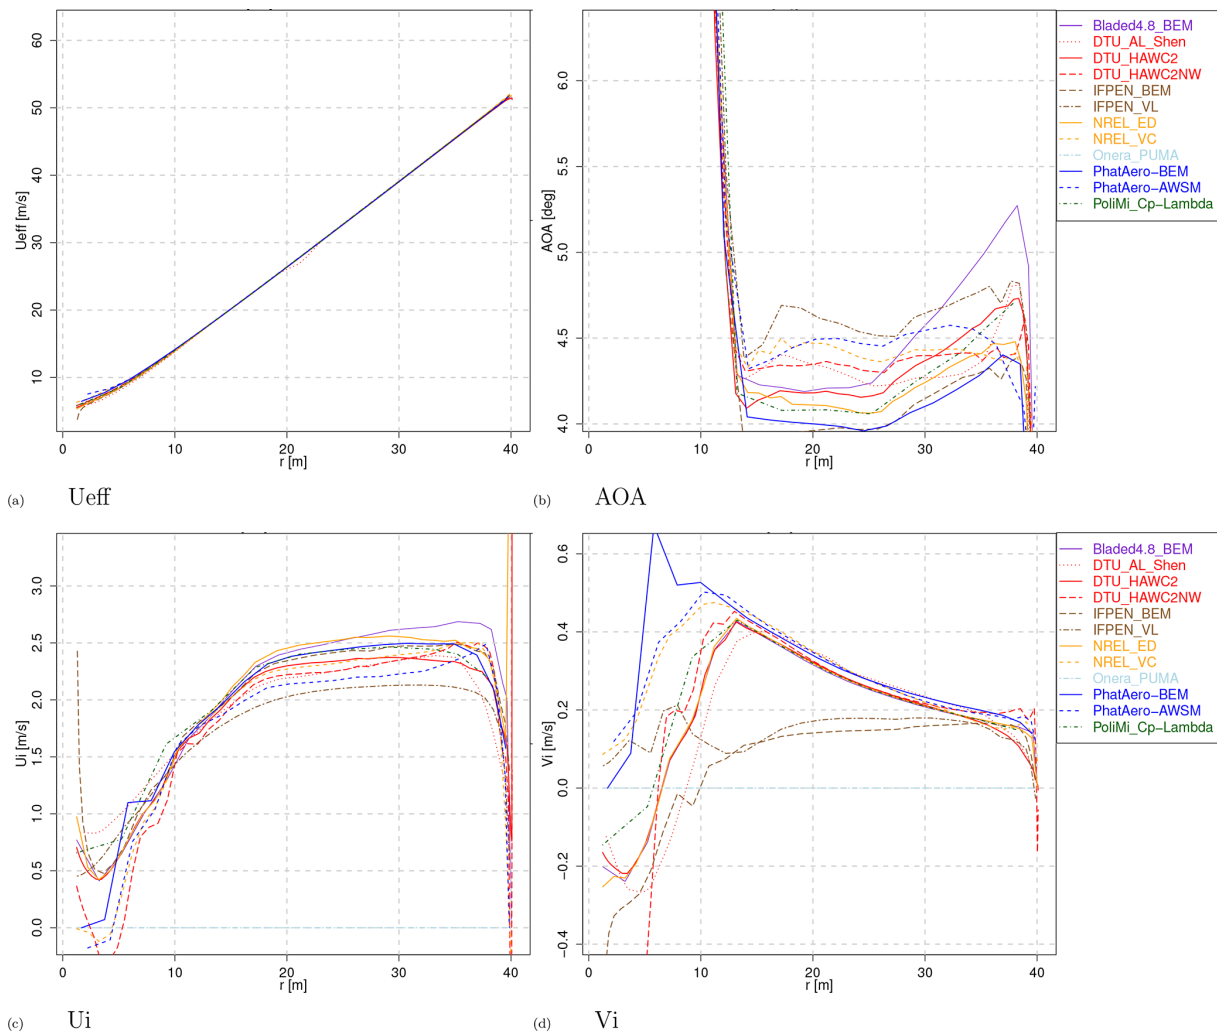 60
50
40
30
20
10
Ueff [m/s]
0 10 20 30 40
r [m]
(a) Ueff
6.0
5.5
5.0
4.5
4.0
AOA [deg]
0 10 20 30 40
r [m]
(b) AOA
Bladed4.8_BEM
DTU_AL_Shen
DTU_HAWC2
DTU_HAWC2NW
IFPEN_BEM
IFPEN_VL
NREL_ED
NREL_VC
Onera_PUMA
PhatAero-BEM
PhatAero-AWSM
PoliMi_Cp-Lambda
3.0
2.5
2.0
1.5
1.0
0.5
0.0
Ui [m/s]
0 10 20 30 40
r [m]
(c) Ui
0.6
0.4
0.2
0.0
-0.2
-0.4
Vi [m/s]
0 10 20 30 40
r [m]
(d) Vi
Bladed4.8_BEM
DTU_AL_Shen
DTU_HAWC2
DTU_HAWC2NW
IFPEN_BEM
IFPEN_VL
NREL_ED
NREL_VC
Onera_PUMA
PhatAero-BEM
PhatAero-AWSM
PoliMi_Cp-Lambda